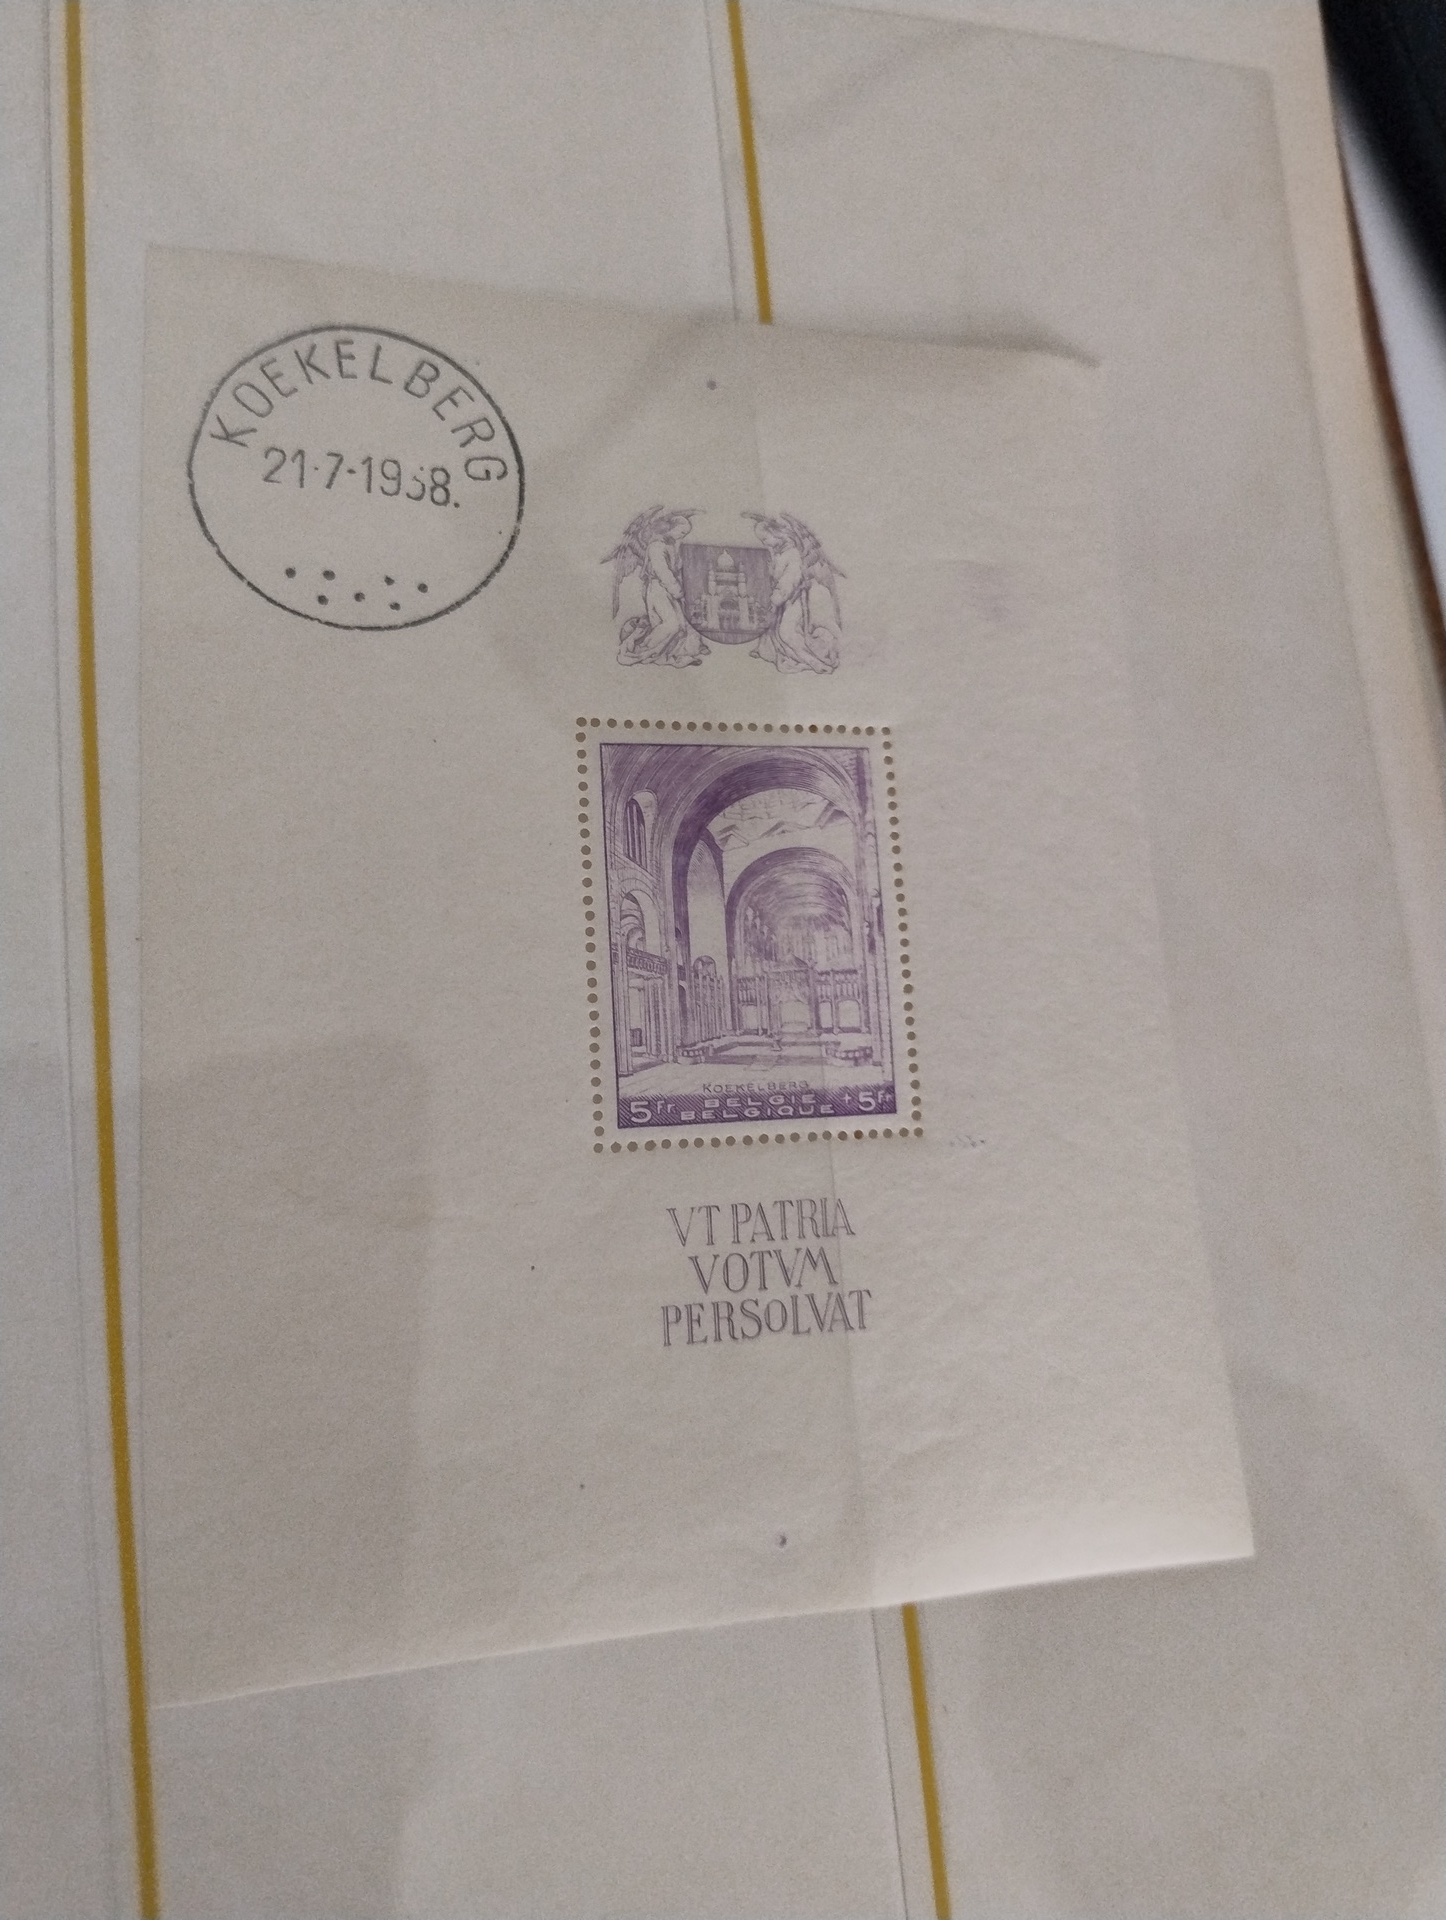 KOEKELBERG
21·7-1938.
KOEKELBERG
5Fr BELGIE +5Fr
BELGIQUE
VT PATRIA
VOTVM
PERSOLVAT